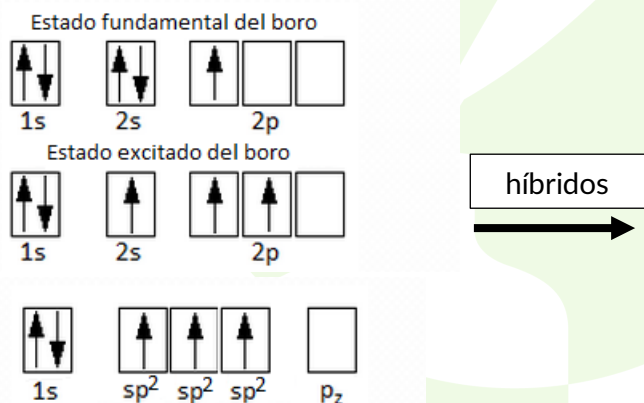 Estado fundamental del boro
1s 2s 2p
Estado excitado del boro
1s 2s 2p
híbridos
1s sp² sp² sp² p_z